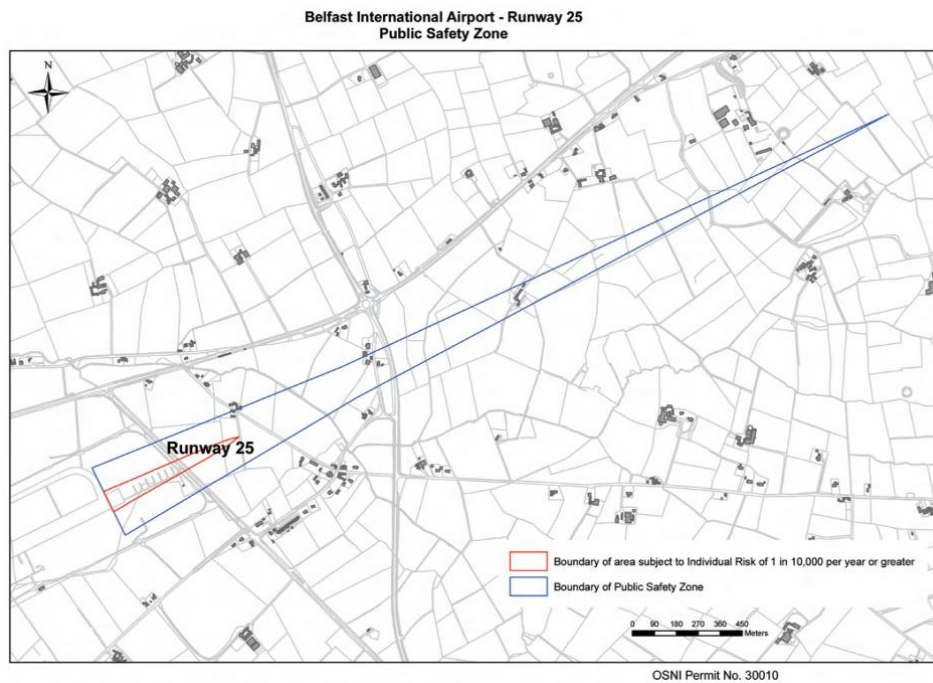 Belfast International Airport - Runway 25
Public Safety Zone
N
Runway 25
Boundary of area subject to Individual Risk of 1 in 10,000 per year or greater
Boundary of Public Safety Zone
0 90 180 270 360 450
Meters
OSNI Permit No. 30010